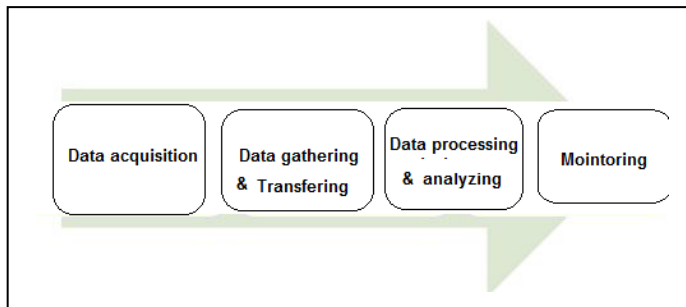 Data acquisition
Data gathering
& Transfering
Data processing
& analyzing
Mointoring